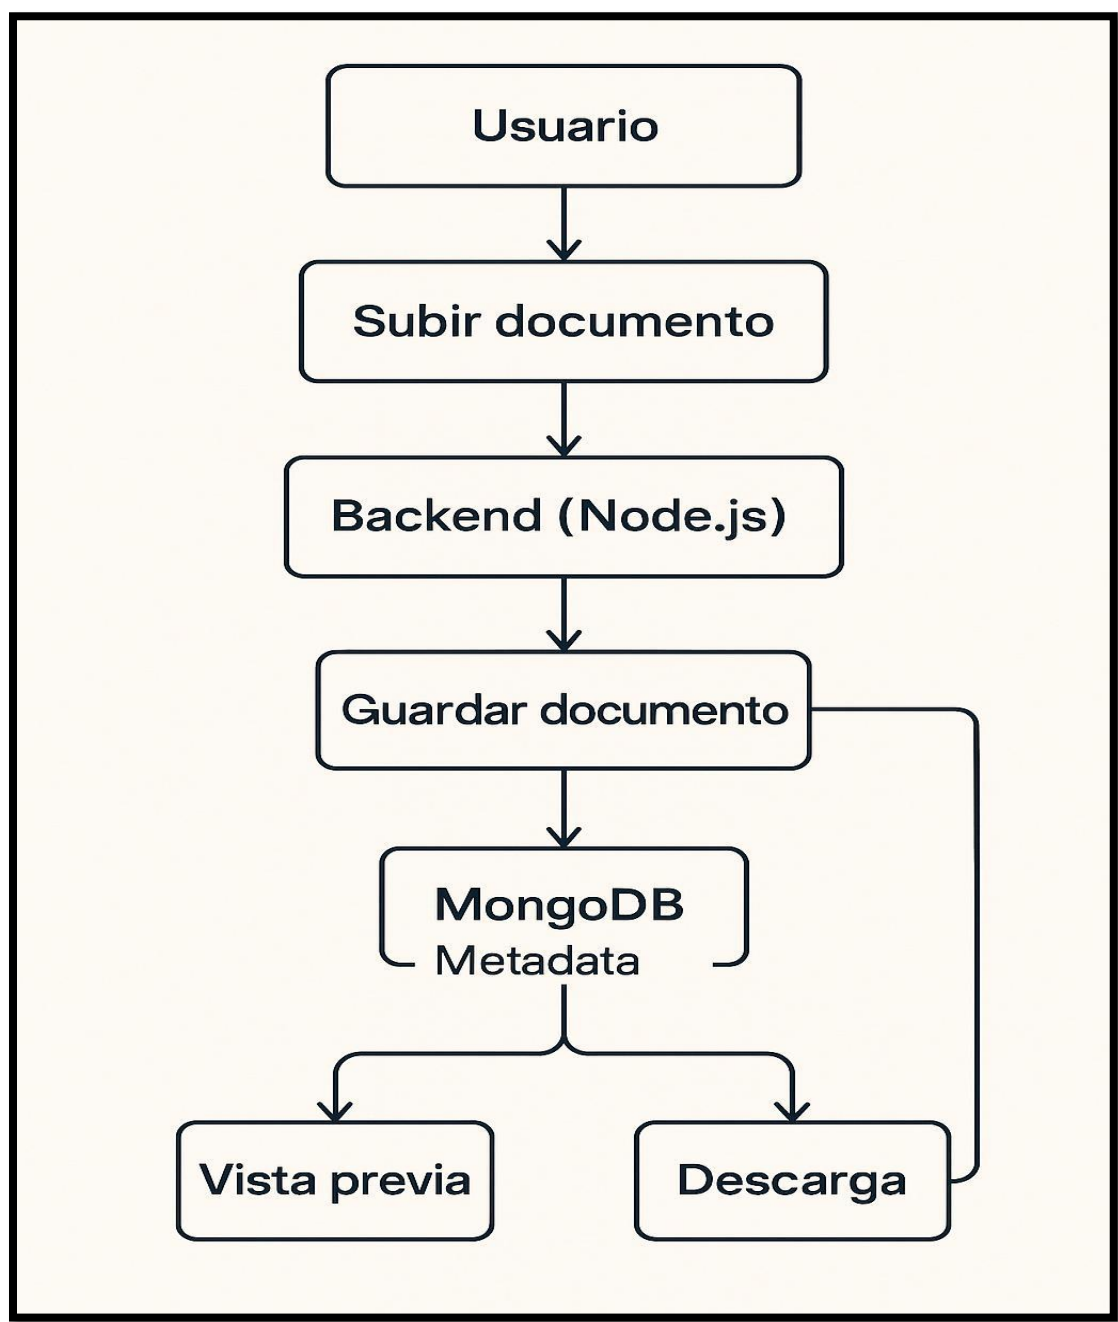 Usuario
Subir documento
Backend (Node.js)
Guardar documento
MongoDB
Metadata
Vista previa
Descarga